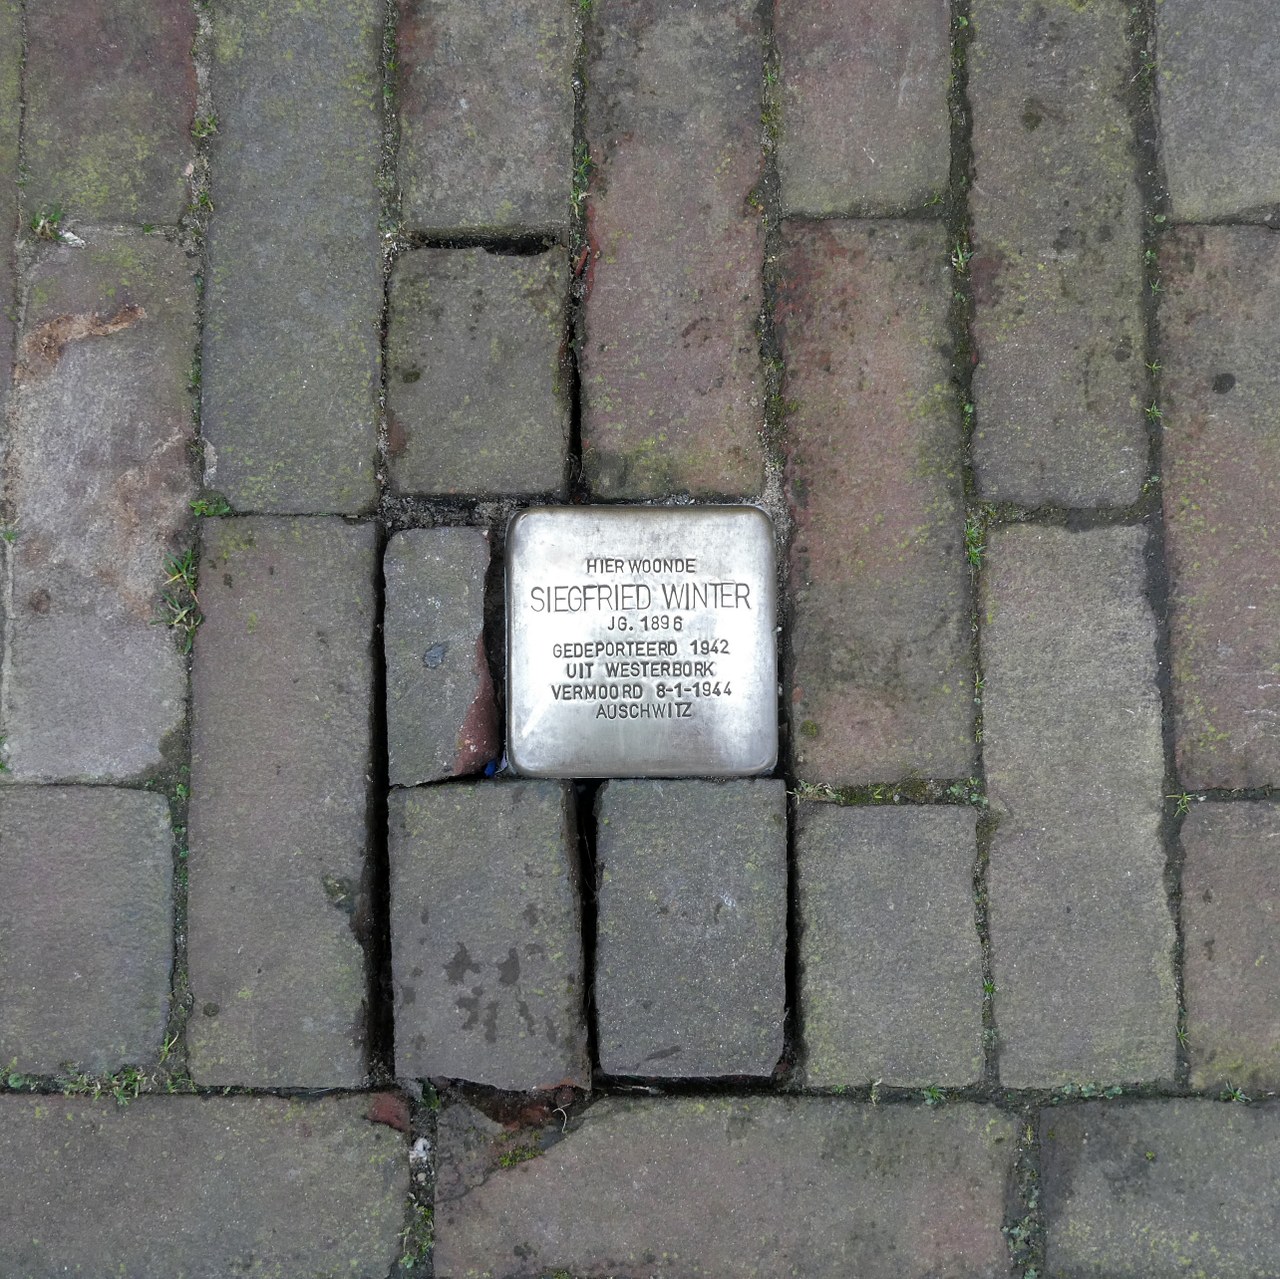 HIER WOONDE
SIEGFRIED WINTER
JG. 1896
GEDEPORTEERD 1942
UIT WESTERBORK
VERMOORD 8-1-1944
AUSCHWITZ